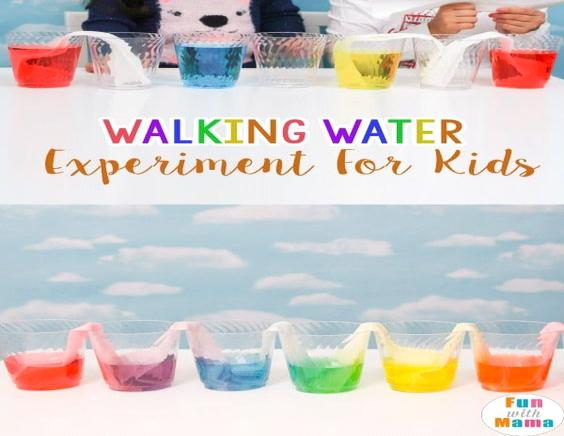 WALKING WATER
Experiment For Kids
Fun
with
Mama